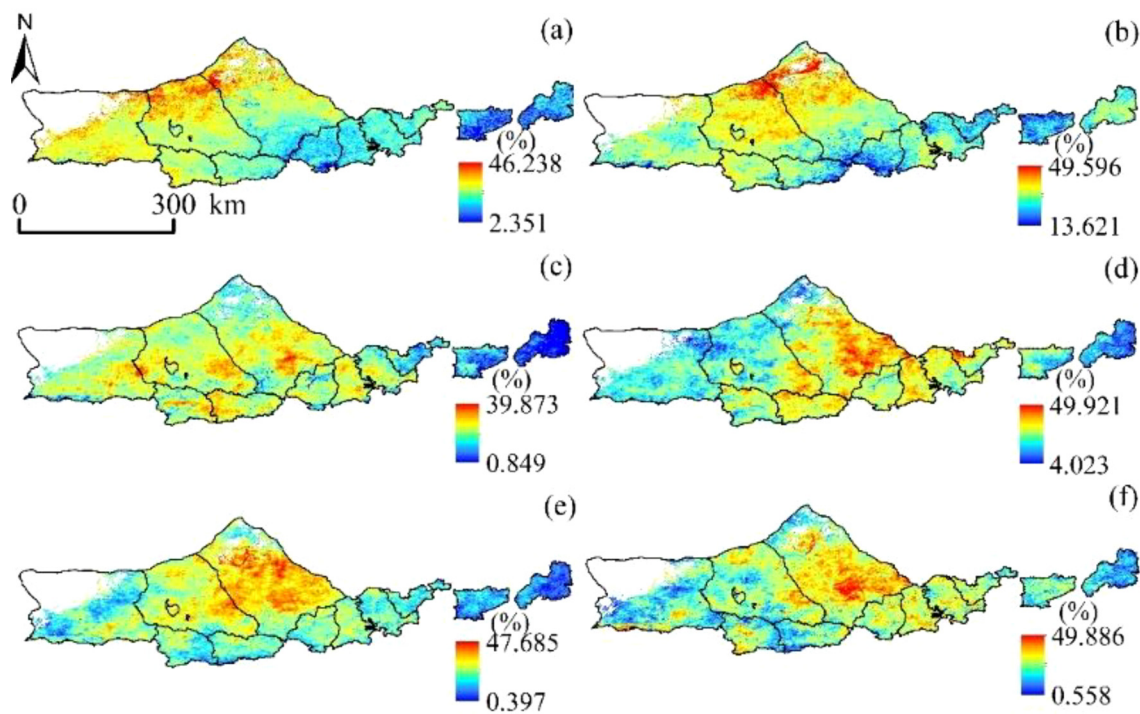 N
(a)
(%)
46.238
2.351
0 300 km
(b)
(%)
49.596
13.621
(c)
(%)
39.873
0.849
(d)
(%)
49.921
4.023
(e)
(%)
47.685
0.397
(f)
(%)
49.886
0.558